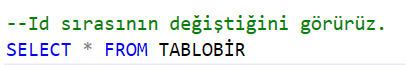 --Id sırasının değiştiğini görürüz.
SELECT * FROM TABLOBİR